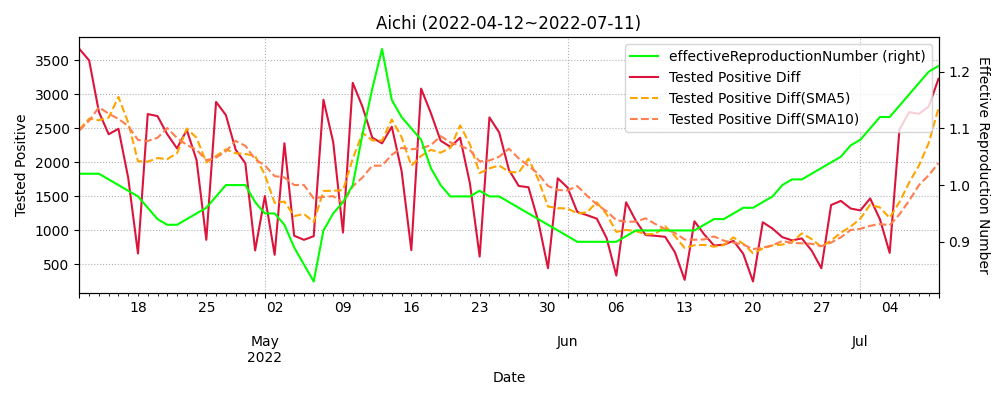 Aichi (2022-04-12~2022-07-11)
effectiveReproductionNumber (right)
Tested Positive Diff
Tested Positive Diff(SMA5)
Tested Positive Diff(SMA10)
Tested Positive
3500
3000
2500
2000
1500
1000
500
1.2
1.1
1.0
0.9
Effective Reproduction Number
18 25 02 09 16 23 30 06 13 20 27 04
May Jun Jul
2022
Date